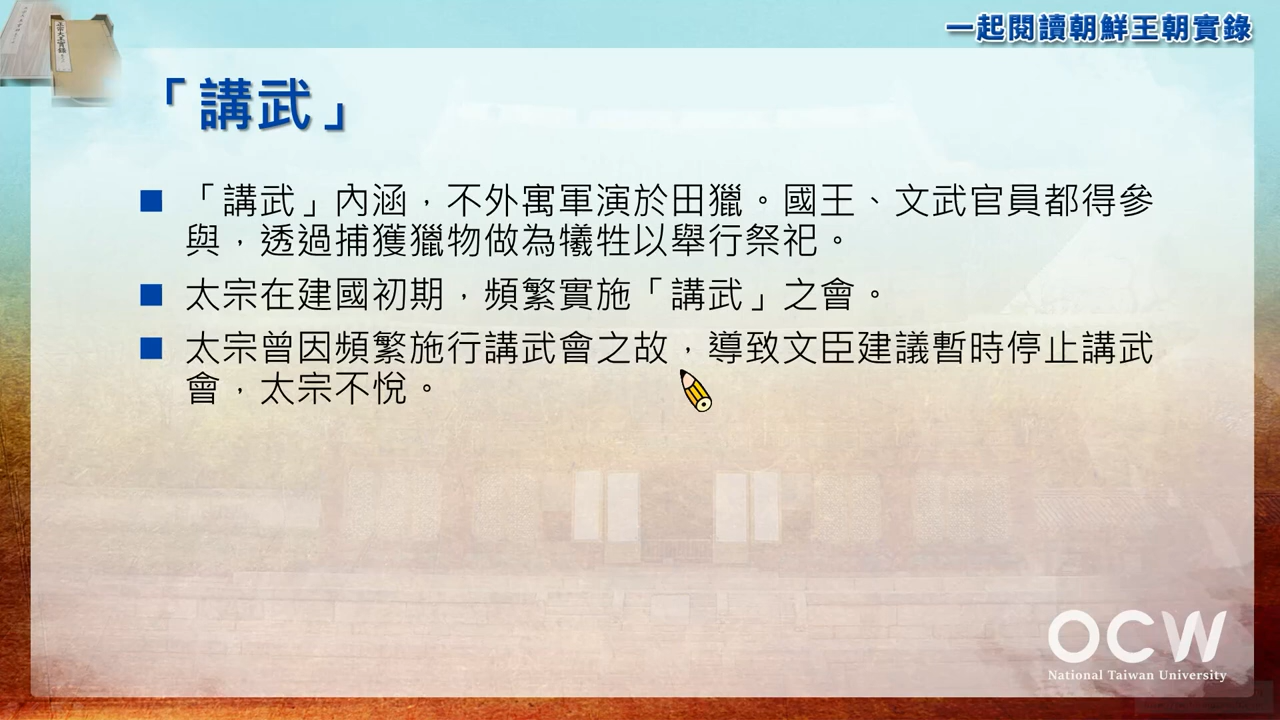 一起閱讀朝鮮王朝實錄
「講武」
「講武」內涵，不外寓軍演於田獵。國王、文武官員都得參
與，透過捕獲獵物做為犧牲以舉行祭祀。
太宗在建國初期，頻繁實施「講武」之會。
太宗曾因頻繁施行講武會之故，導致文臣建議暫時停止講武
會，太宗不悅。
OCW
National Taiwan University